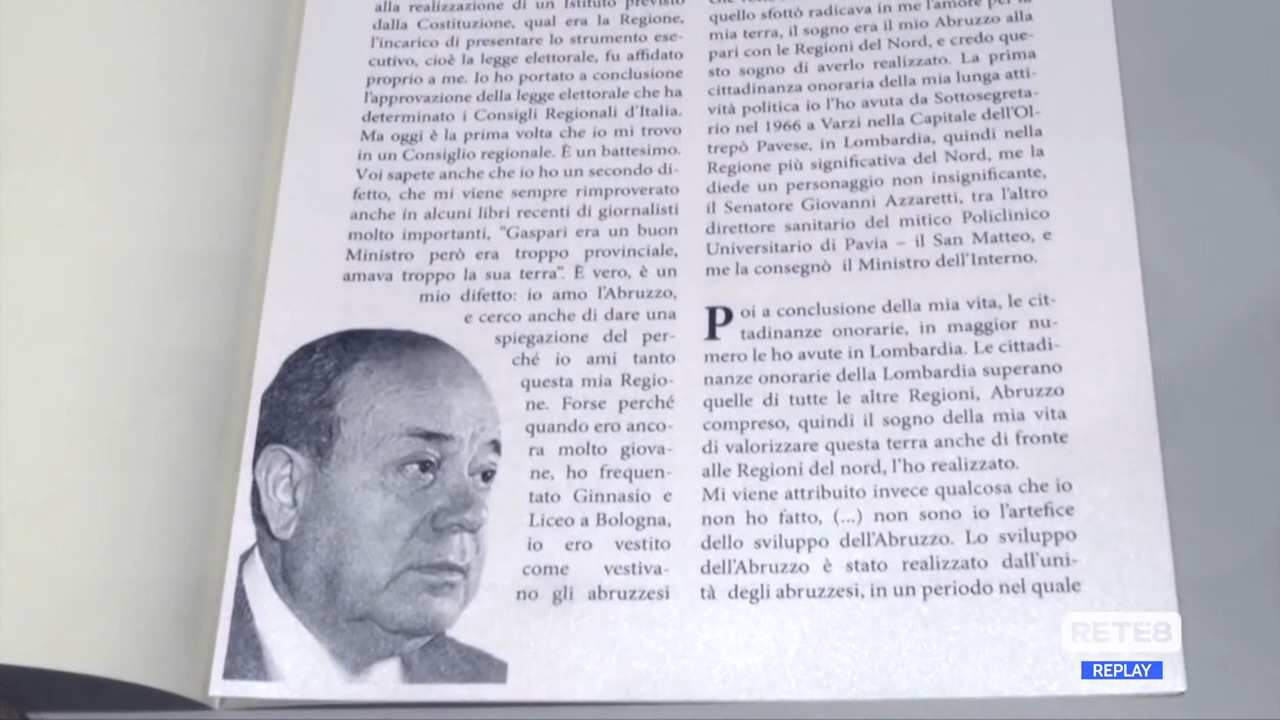 alla realizzazione di un Istituto previsto
dalla Costituzione, qual era la Regione,
l'incarico di presentare lo strumento ese-
cutivo, cioè la legge elettorale, fu affidato
proprio a me. Io ho portato a conclusione
l'approvazione della legge elettorale che ha
determinato i Consigli Regionali d'Italia.
Ma oggi è la prima volta che io mi trovo
in un Consiglio regionale. È un battesimo.
Voi sapete anche che io ho un secondo di-
fetto, che mi viene sempre rimproverato
anche in alcuni libri recenti di giornalisti
molto importanti, "Gaspari era un buon
Ministro però era troppo provinciale,
amava troppo la sua terra". È vero, è un
mio difetto: io amo l'Abruzzo,
e cerco anche di dare una
spiegazione del per-
ché io ami tanto
questa mia Regio-
ne. Forse perché
quando ero anco-
ra molto giova-
ne, ho frequen-
tato Ginnasio e
Liceo a Bologna,
io ero vestito
come vestiva-
no gli abruzzesi
quello sfottò radicava in me l'amore per la
mia terra, il sogno era il mio Abruzzo alla
pari con le Regioni del Nord, e credo que-
sto sogno di averlo realizzato. La prima
cittadinanza onoraria della mia lunga atti-
vità politica io l'ho avuta da Sottosegreta-
rio nel 1966 a Varzi nella Capitale dell'Ol-
trepò Pavese, in Lombardia, quindi nella
Regione più significativa del Nord, me la
diede un personaggio non insignificante,
il Senatore Giovanni Azzaretti, tra l'altro
direttore sanitario del mitico Policlinico
Universitario di Pavia – il San Matteo, e
me la consegnò il Ministro dell'Interno.
Poi a conclusione della mia vita, le cit-
tadinanze onorarie, in maggior nu-
mero le ho avute in Lombardia. Le cittadi-
nanze onorarie della Lombardia superano
quelle di tutte le altre Regioni, Abruzzo
compreso, quindi il sogno della mia vita
di valorizzare questa terra anche di fronte
alle Regioni del nord, l'ho realizzato.
Mi viene attribuito invece qualcosa che io
non ho fatto, (...) non sono io l'artefice
dello sviluppo dell'Abruzzo. Lo sviluppo
dell'Abruzzo è stato realizzato dall'uni-
tà degli abruzzesi, in un periodo nel quale
RETE8
REPLAY